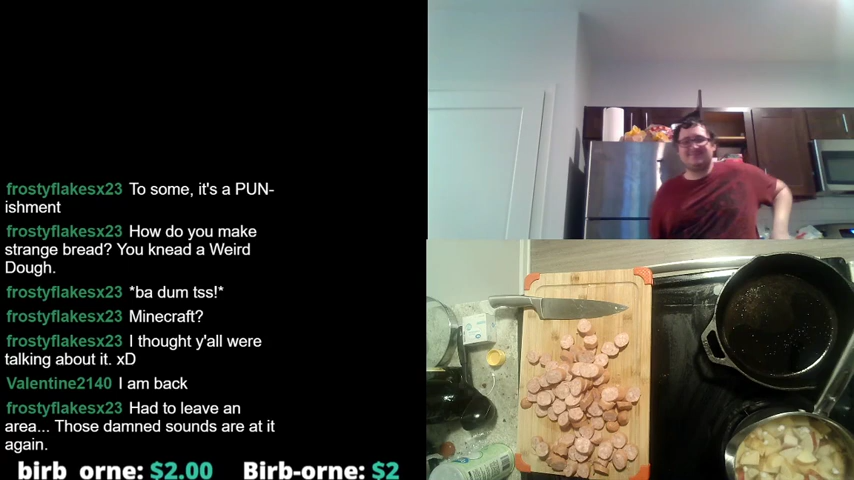 frostyflakesx23 To some, it's a PUN-
ishment
frostyflakesx23 How do you make
strange bread? You knead a Weird
Dough.
frostyflakesx23 *ba dum tss!*
frostyflakesx23 Minecraft?
frostyflakesx23 I thought y'all were
talking about it. xD
Valentine2140 I am back
frostyflakesx23 Had to leave an
area... Those damned sounds are at it
again.
birb_orne: $2.00 Birb-orne: $2